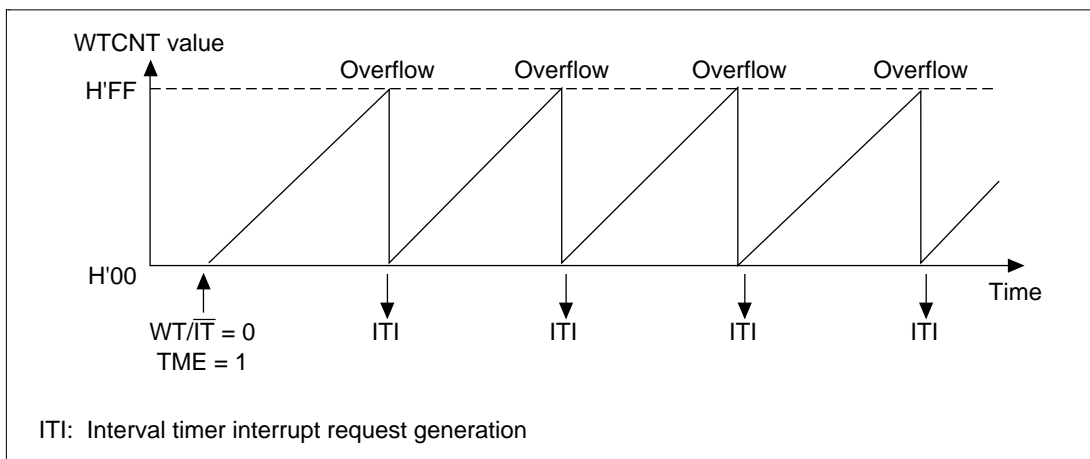 WTCNT value
Overflow Overflow Overflow Overflow
H'FF
H'00
Time
WT/I̅T̅ = 0
TME = 1
ITI ITI ITI ITI
ITI: Interval timer interrupt request generation